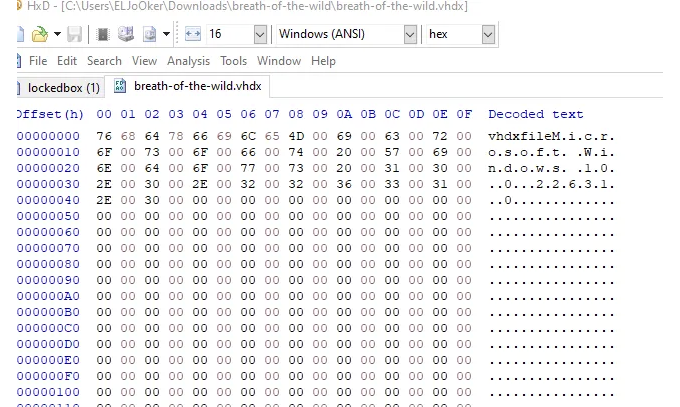 HxD - [C:\Users\ELJoOker\Downloads\breath-of-the-wild\breath-of-the-wild.vhdx]
16 Windows (ANSI) hex
File Edit Search View Analysis Tools Window Help
lockedbox (1) breath-of-the-wild.vhdx
Offset(h) 00 01 02 03 04 05 06 07 08 09 0A 0B 0C 0D 0E 0F Decoded text
00000000 76 68 64 78 66 69 6C 65 4D 00 69 00 63 00 72 00 vhdxfileM.i.c.r.
00000010 6F 00 73 00 6F 00 66 00 74 00 20 00 57 00 69 00 o.s.o.f.t. .W.i.
00000020 6E 00 64 00 6F 00 77 00 73 00 20 00 31 00 30 00 n.d.o.w.s. .1.0.
00000030 2E 00 30 00 2E 00 32 00 32 00 36 00 33 00 31 00 ..0...2.2.6.3.1.
00000040 2E 00 30 00 00 00 00 00 00 00 00 00 00 00 00 00 ..0.............
00000050 00 00 00 00 00 00 00 00 00 00 00 00 00 00 00 00 ................
00000060 00 00 00 00 00 00 00 00 00 00 00 00 00 00 00 00 ................
00000070 00 00 00 00 00 00 00 00 00 00 00 00 00 00 00 00 ................
00000080 00 00 00 00 00 00 00 00 00 00 00 00 00 00 00 00 ................
00000090 00 00 00 00 00 00 00 00 00 00 00 00 00 00 00 00 ................
000000A0 00 00 00 00 00 00 00 00 00 00 00 00 00 00 00 00 ................
000000B0 00 00 00 00 00 00 00 00 00 00 00 00 00 00 00 00 ................
000000C0 00 00 00 00 00 00 00 00 00 00 00 00 00 00 00 00 ................
000000D0 00 00 00 00 00 00 00 00 00 00 00 00 00 00 00 00 ................
000000E0 00 00 00 00 00 00 00 00 00 00 00 00 00 00 00 00 ................
000000F0 00 00 00 00 00 00 00 00 00 00 00 00 00 00 00 00 ................
00000100 00 00 00 00 00 00 00 00 00 00 00 00 00 00 00 00 ................